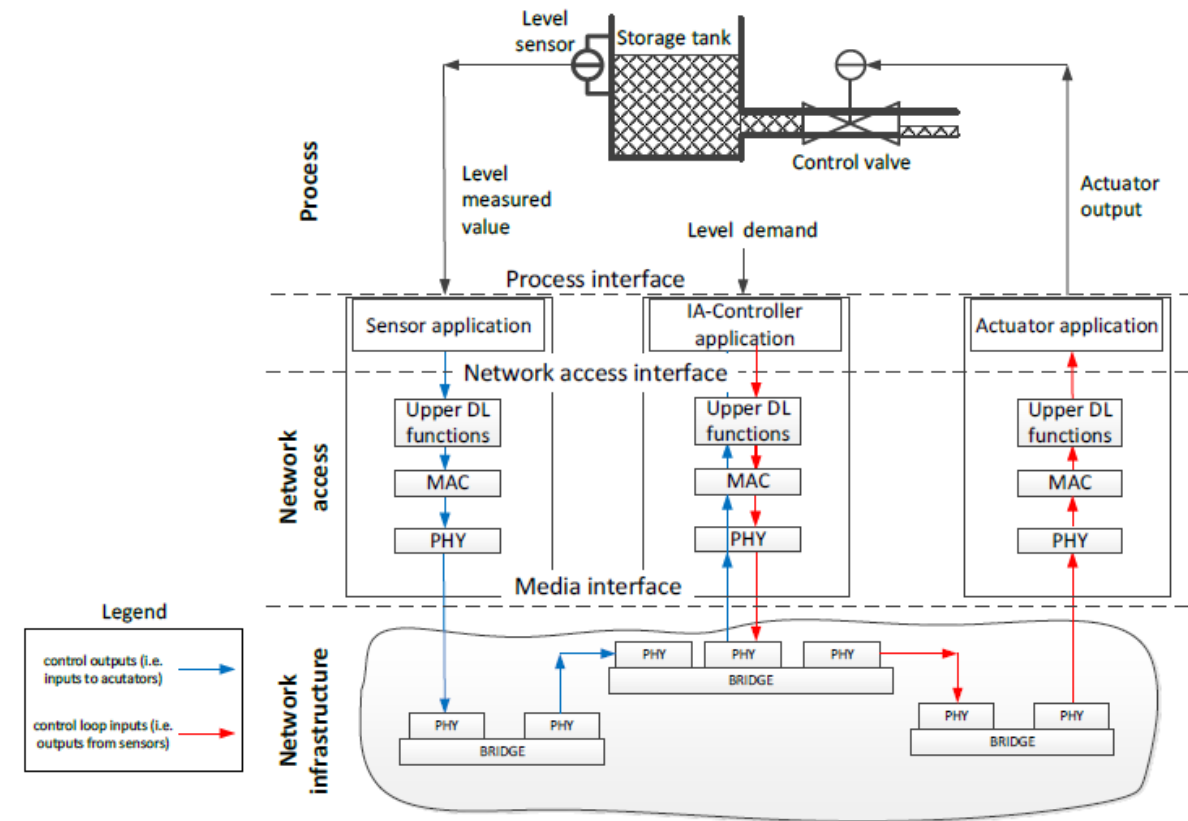 Level
sensor
Storage tank
Control valve
Process
Level
measured
value
Level demand
Actuator
output
Process interface
Sensor application
IA-Controller
application
Actuator application
Network access interface
Network
access
Upper DL
functions
MAC
PHY
Upper DL
functions
MAC
PHY
Upper DL
functions
MAC
PHY
Media interface
Legend
control outputs (i.e.
inputs to acutators)
control loop inputs (i.e.
outputs from sensors)
Network
infrastructure
PHY
PHY
BRIDGE
PHY
PHY
PHY
BRIDGE
PHY
PHY
BRIDGE